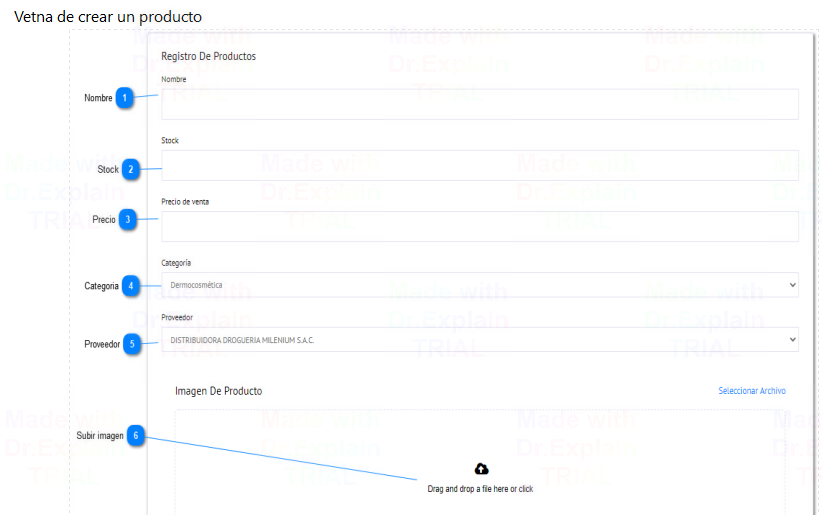 Vetna de crear un producto
Registro De Productos
Nombre
Nombre 1
Stock
Stock 2
Precio de venta
Precio 3
Categoría
Categoria 4
Dermocosmética
Proveedor
Proveedor 5
DISTRIBUIDORA DROGUERIA MILENIUM S.A.C.
Imagen De Producto
Seleccionar Archivo
Subir imagen 6
Drag and drop a file here or click
Made with
Dr.Explain
TRIAL